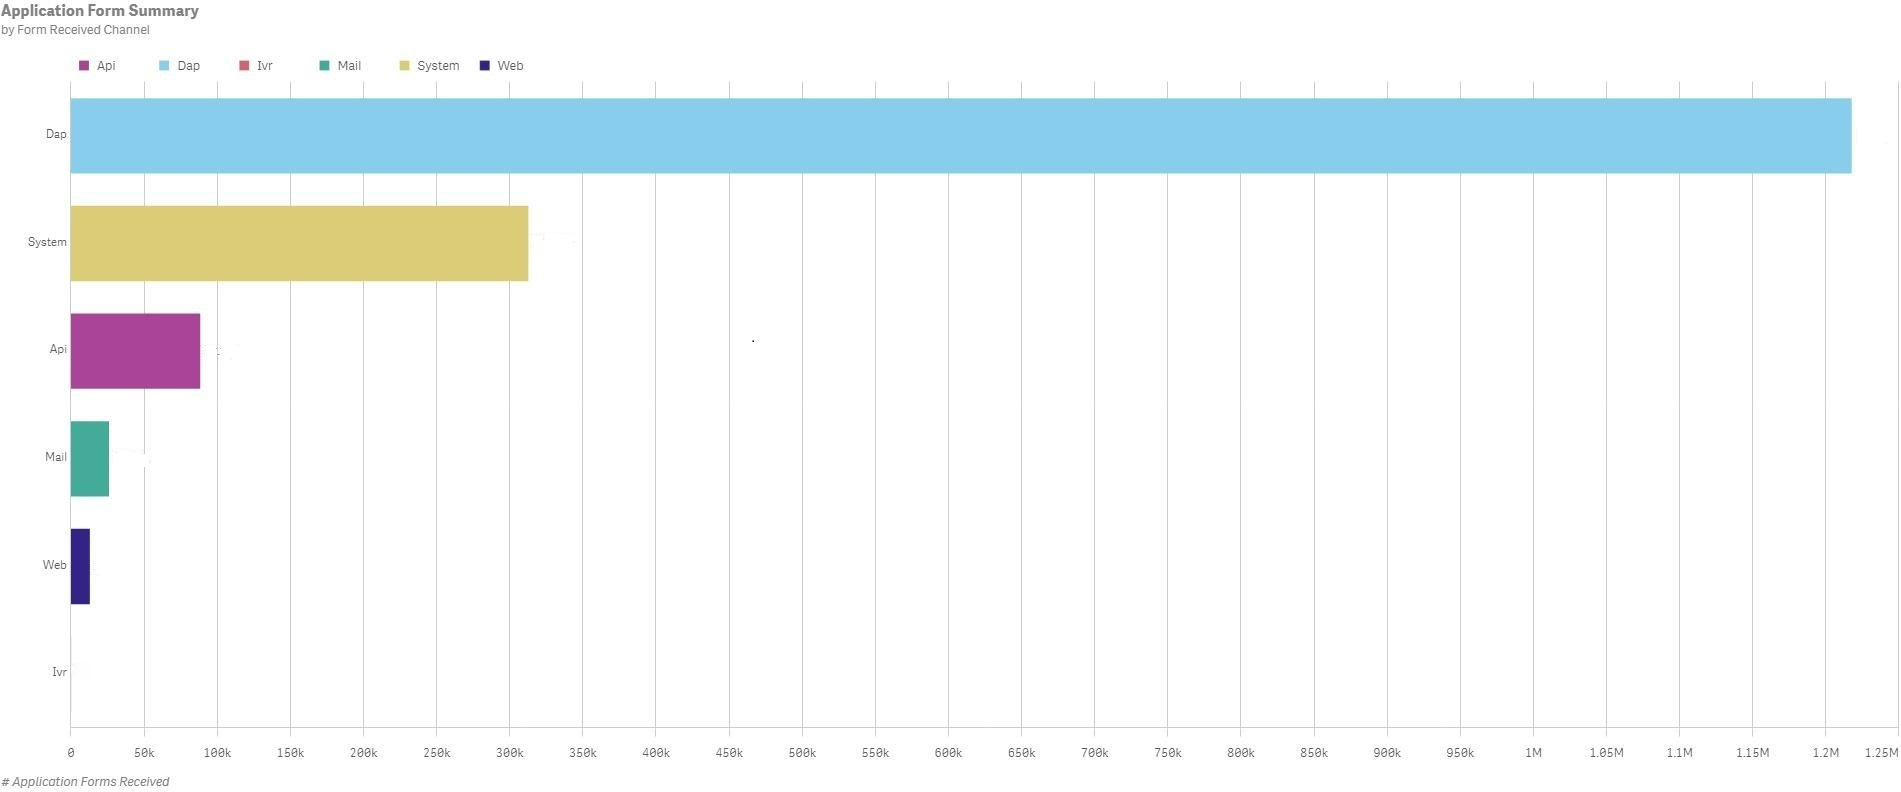 Application Form Summary
by Form Received Channel
Api Dap Ivr Mail System Web
Dap
System
Api
Mail
Web
Ivr
0 50k 100k 150k 200k 250k 300k 350k 400k 450k 500k 550k 600k 650k 700k 750k 800k 850k 900k 950k 1M 1.05M 1.1M 1.15M 1.2M 1.25M
# Application Forms Received